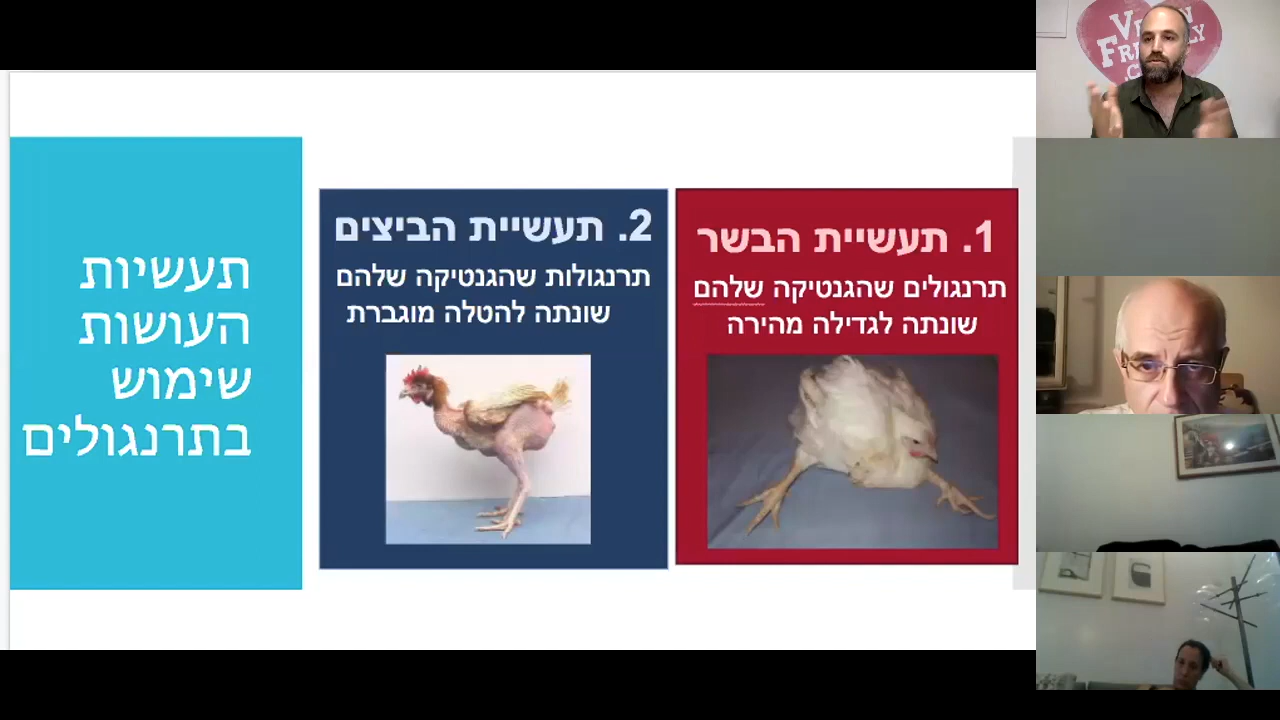 תעשיות
העושות
שימוש
בתרנגולים
1. תעשיית הבשר
תרנגולים שהגנטיקה שלהם
שונתה לגדילה מהירה
2. תעשיית הביצים
תרנגולות שהגנטיקה שלהם
שונתה להטלה מוגברת